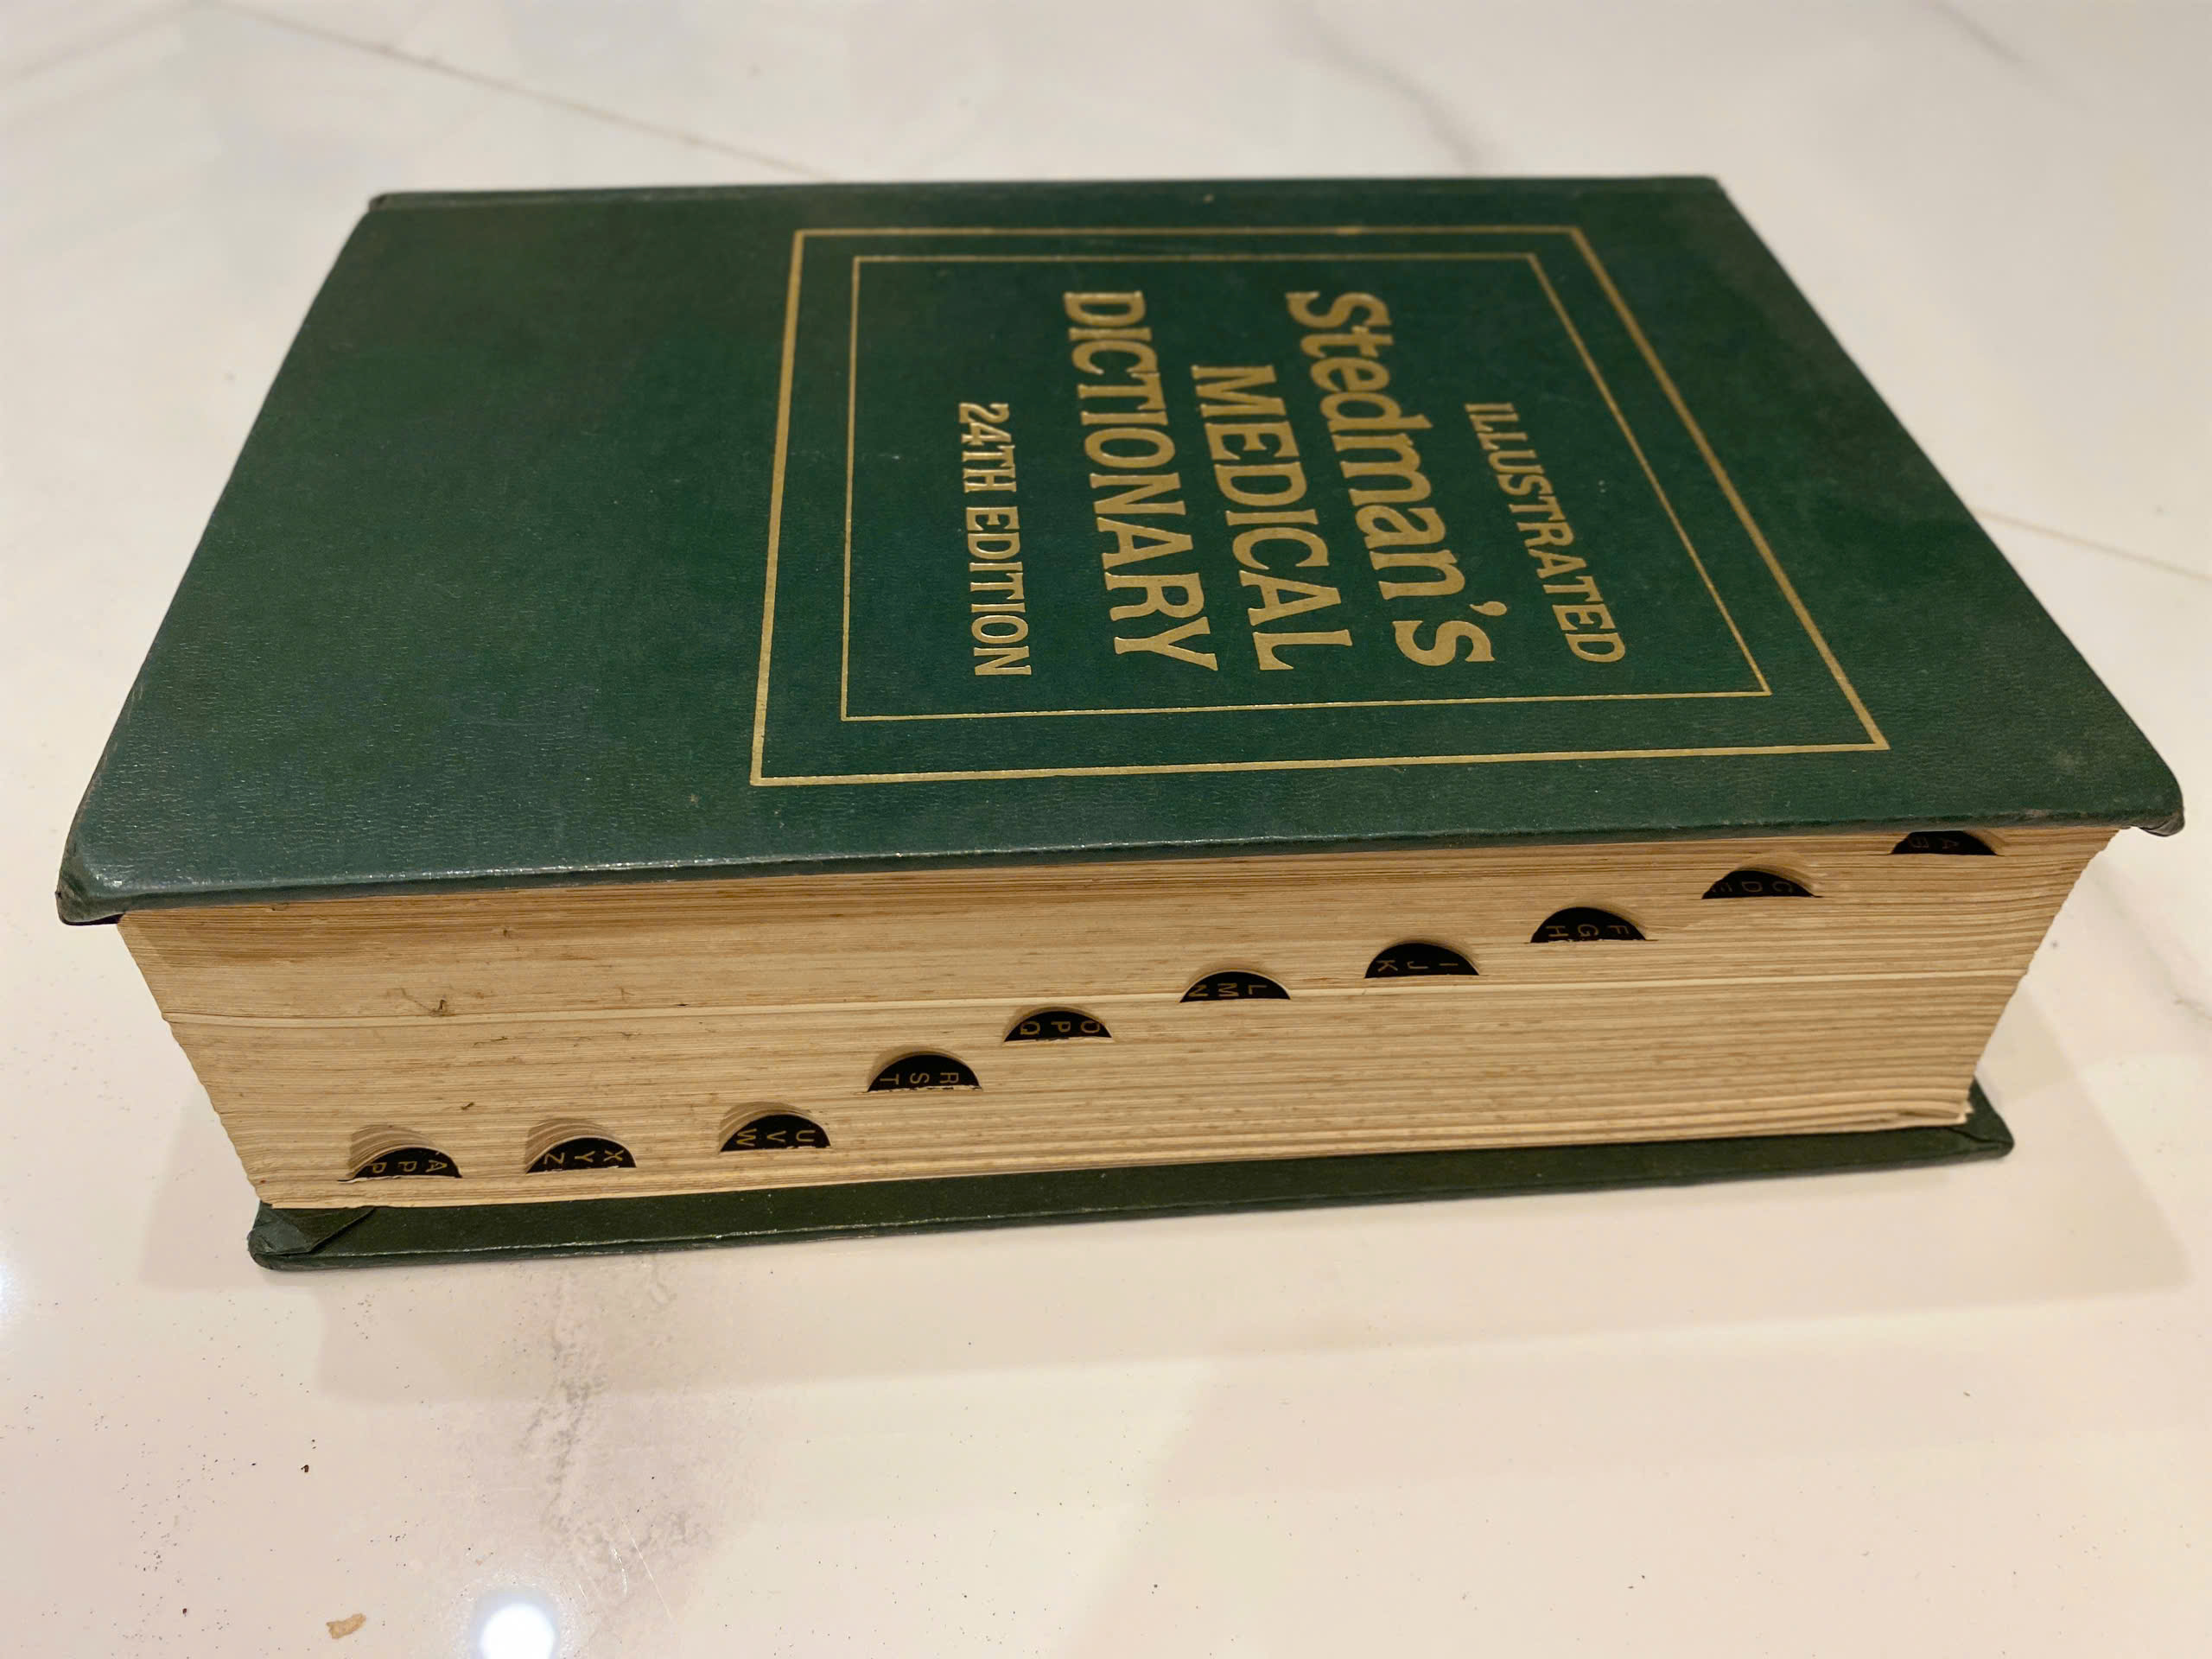 ILLUSTRATED
Stedman's
MEDICAL
DICTIONARY
24TH EDITION
A
B
C
D
E
F
G
H
I
J
K
L
M
N
O
P
Q
R
S
T
U
V
W
X
Y
Z
A
P
P